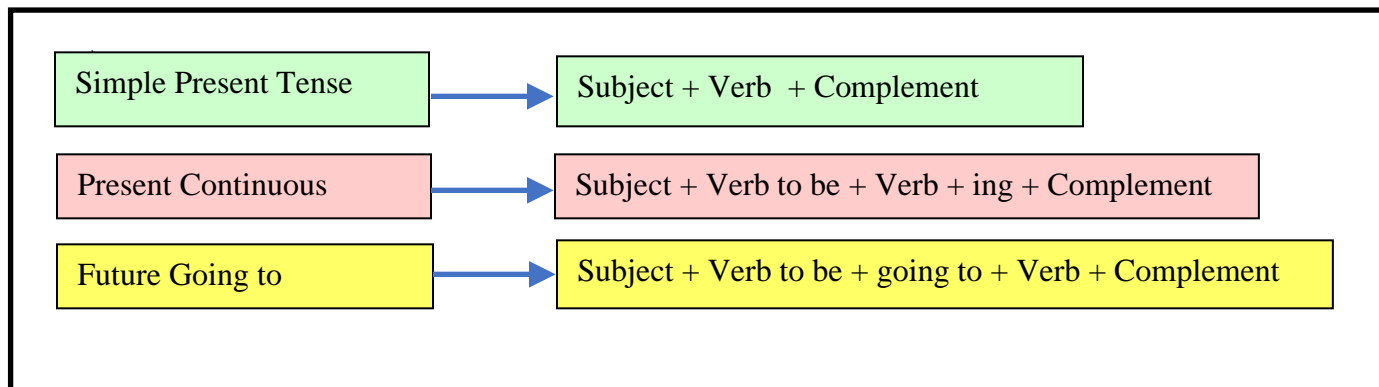 Simple Present Tense
Subject + Verb + Complement
Present Continuous
Subject + Verb to be + Verb + ing + Complement
Future Going to
Subject + Verb to be + going to + Verb + Complement